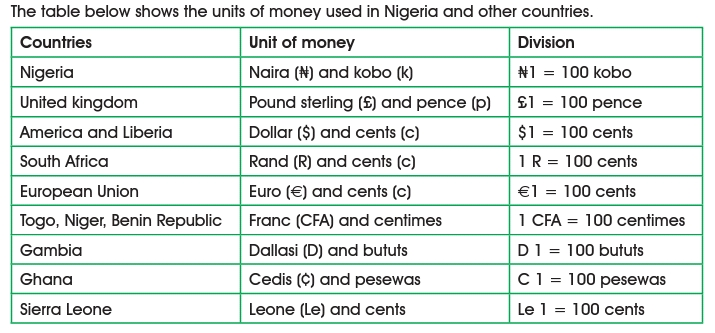 The table below shows the units of money used in Nigeria and other countries.
Countries Unit of money Division
Nigeria Naira (₦) and kobo (k) ₦1 = 100 kobo
United kingdom Pound sterling (£) and pence (p) £1 = 100 pence
America and Liberia Dollar ($) and cents (c) $1 = 100 cents
South Africa Rand (R) and cents (c) 1 R = 100 cents
European Union Euro (€) and cents (c) €1 = 100 cents
Togo, Niger, Benin Republic Franc (CFA) and centimes 1 CFA = 100 centimes
Gambia Dallasi (D) and bututs D 1 = 100 bututs
Ghana Cedis (₵) and pesewas C 1 = 100 pesewas
Sierra Leone Leone (Le) and cents Le 1 = 100 cents